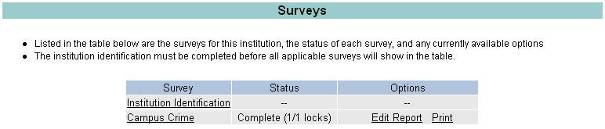 Surveys
Listed in the table below are the surveys for this institution, the status of each survey, and any currently available options
The institution identification must be completed before all applicable surveys will show in the table.
Survey Status Options
Institution Identification -- --
Campus Crime Complete (1/1 locks) Edit Report Print